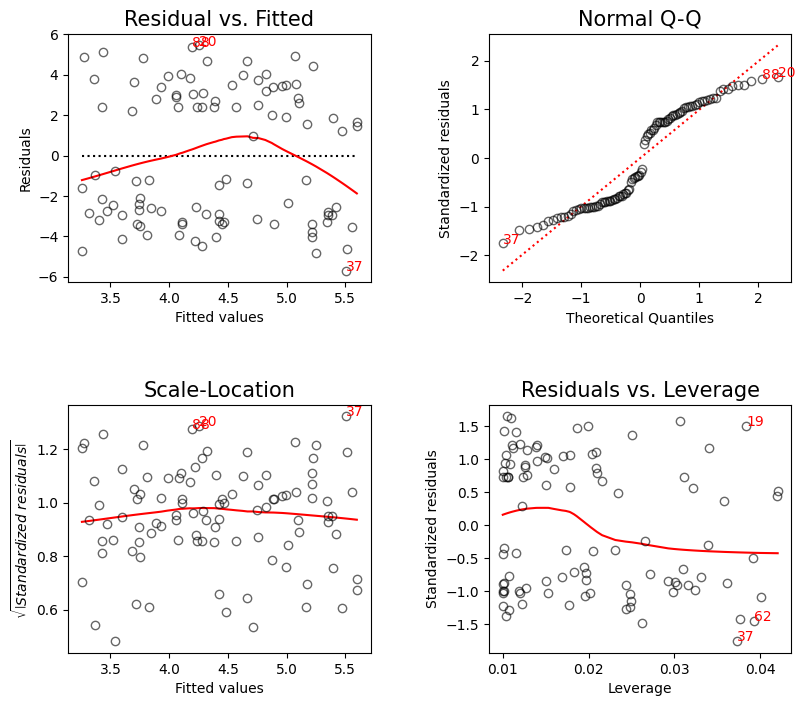 Residual vs. Fitted
Residuals
6
4
2
0
−2
−4
−6
88
20
37
3.5 4.0 4.5 5.0 5.5
Fitted values
Normal Q-Q
Standardized residuals
2
1
0
−1
−2
88
20
37
−2 −1 0 1 2
Theoretical Quantiles
Scale-Location
√|Standardized residuals|
1.2
1.0
0.8
0.6
88
20
37
3.5 4.0 4.5 5.0 5.5
Fitted values
Residuals vs. Leverage
Standardized residuals
1.5
1.0
0.5
0.0
−0.5
−1.0
−1.5
19
62
37
0.01 0.02 0.03 0.04
Leverage